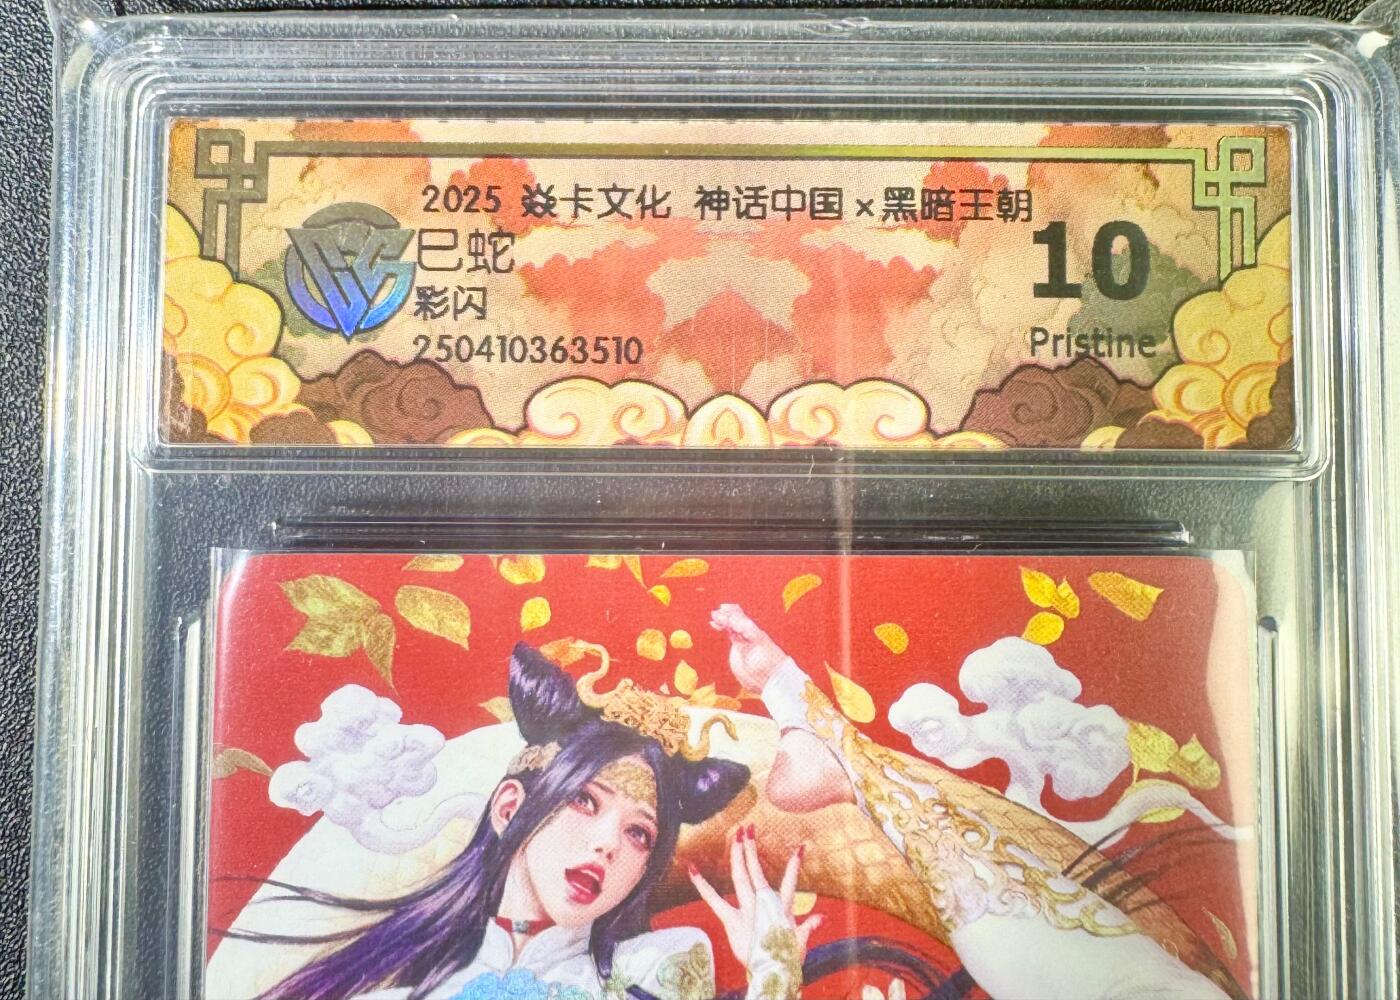 2025 焱卡文化 神话中国×黑暗王朝
巳蛇
彩闪
250410363510
10
Pristine